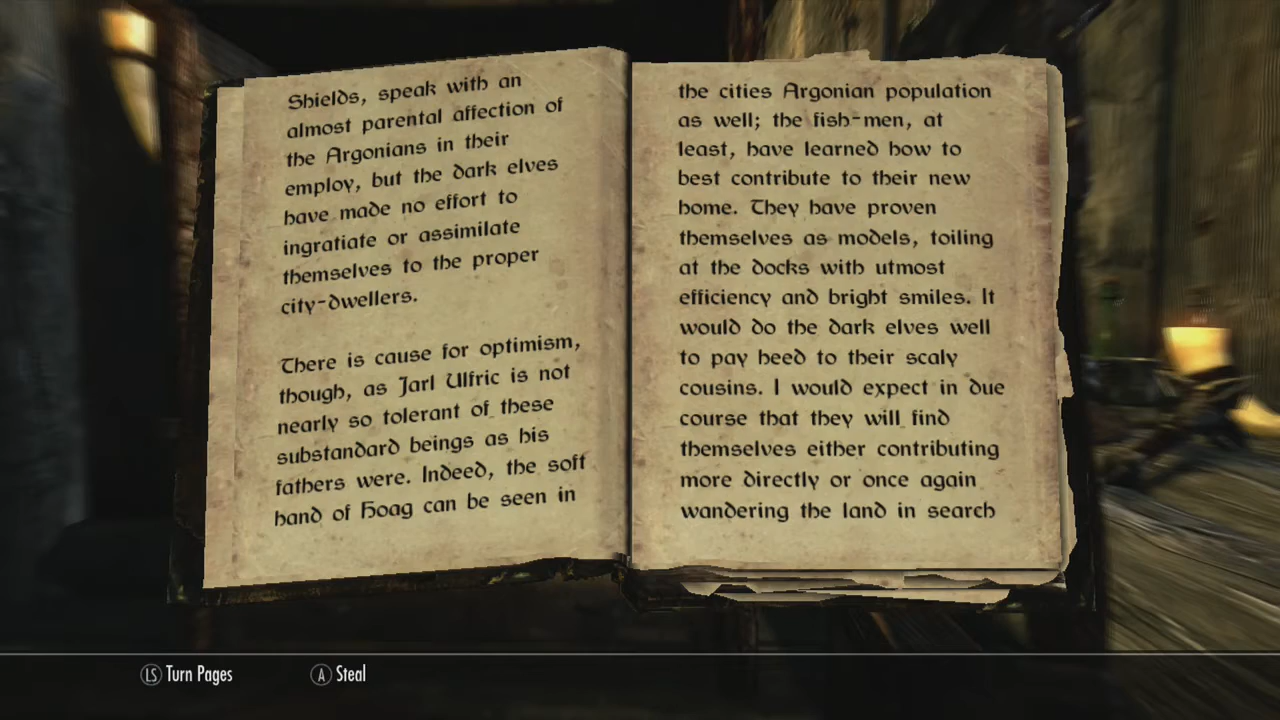 Shields, speak with an
almost parental affection of
the Argonians in their
employ, but the dark elves
have made no effort to
ingratiate or assimilate
themselves to the proper
city-dwellers.
There is cause for optimism,
though, as Jarl Ulfric is not
nearly so tolerant of these
substandard beings as his
fathers were. Indeed, the soft
hand of Hoag can be seen in
the cities Argonian population
as well; the fish-men, at
least, have learned how to
best contribute to their new
home. They have proven
themselves as models, toiling
at the docks with utmost
efficiency and bright smiles. It
would do the dark elves well
to pay heed to their scaly
cousins. I would expect in due
course that they will find
themselves either contributing
more directly or once again
wandering the land in search
LS Turn Pages
A Steal